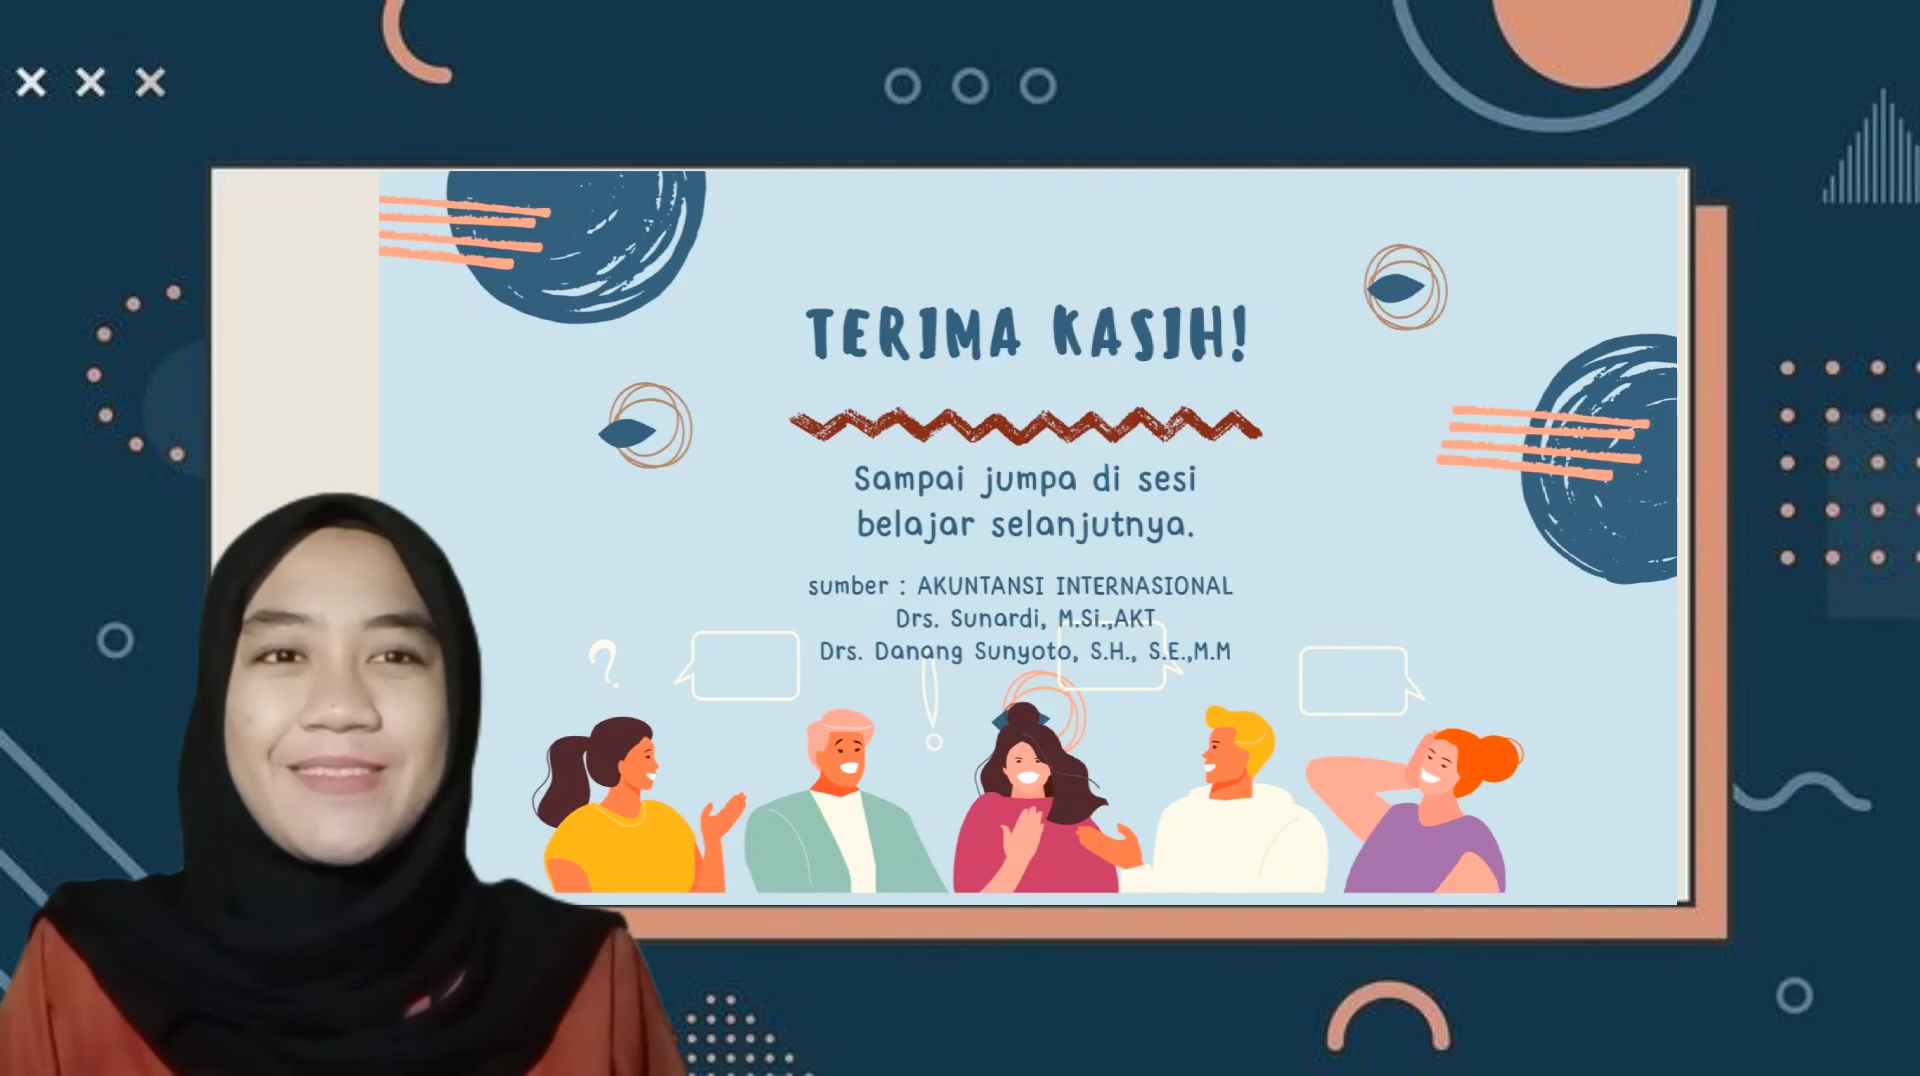 TERIMA KASIH!
Sampai jumpa di sesi
belajar selanjutnya.
sumber : AKUNTANSI INTERNASIONAL
Drs. Sunardi, M.Si.,AKT
Drs. Danang Sunyoto, S.H., S.E.,M.M